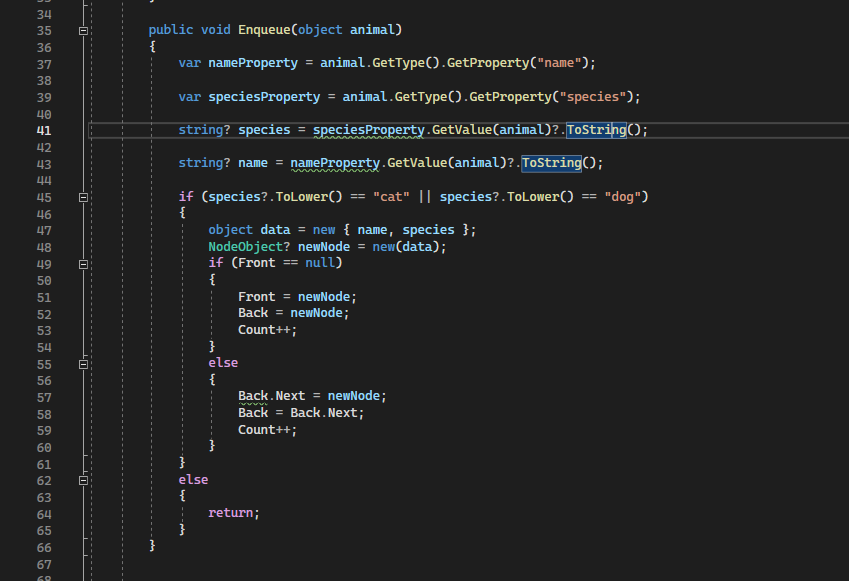 34
35 public void Enqueue(object animal)
36 {
37 var nameProperty = animal.GetType().GetProperty("name");
38
39 var speciesProperty = animal.GetType().GetProperty("species");
40
41 string? species = speciesProperty.GetValue(animal)?.ToString();
42
43 string? name = nameProperty.GetValue(animal)?.ToString();
44
45 if (species?.ToLower() == "cat" || species?.ToLower() == "dog")
46 {
47 object data = new { name, species };
48 NodeObject? newNode = new(data);
49 if (Front == null)
50 {
51 Front = newNode;
52 Back = newNode;
53 Count++;
54 }
55 else
56 {
57 Back.Next = newNode;
58 Back = Back.Next;
59 Count++;
60 }
61 }
62 else
63 {
64 return;
65 }
66 }
67